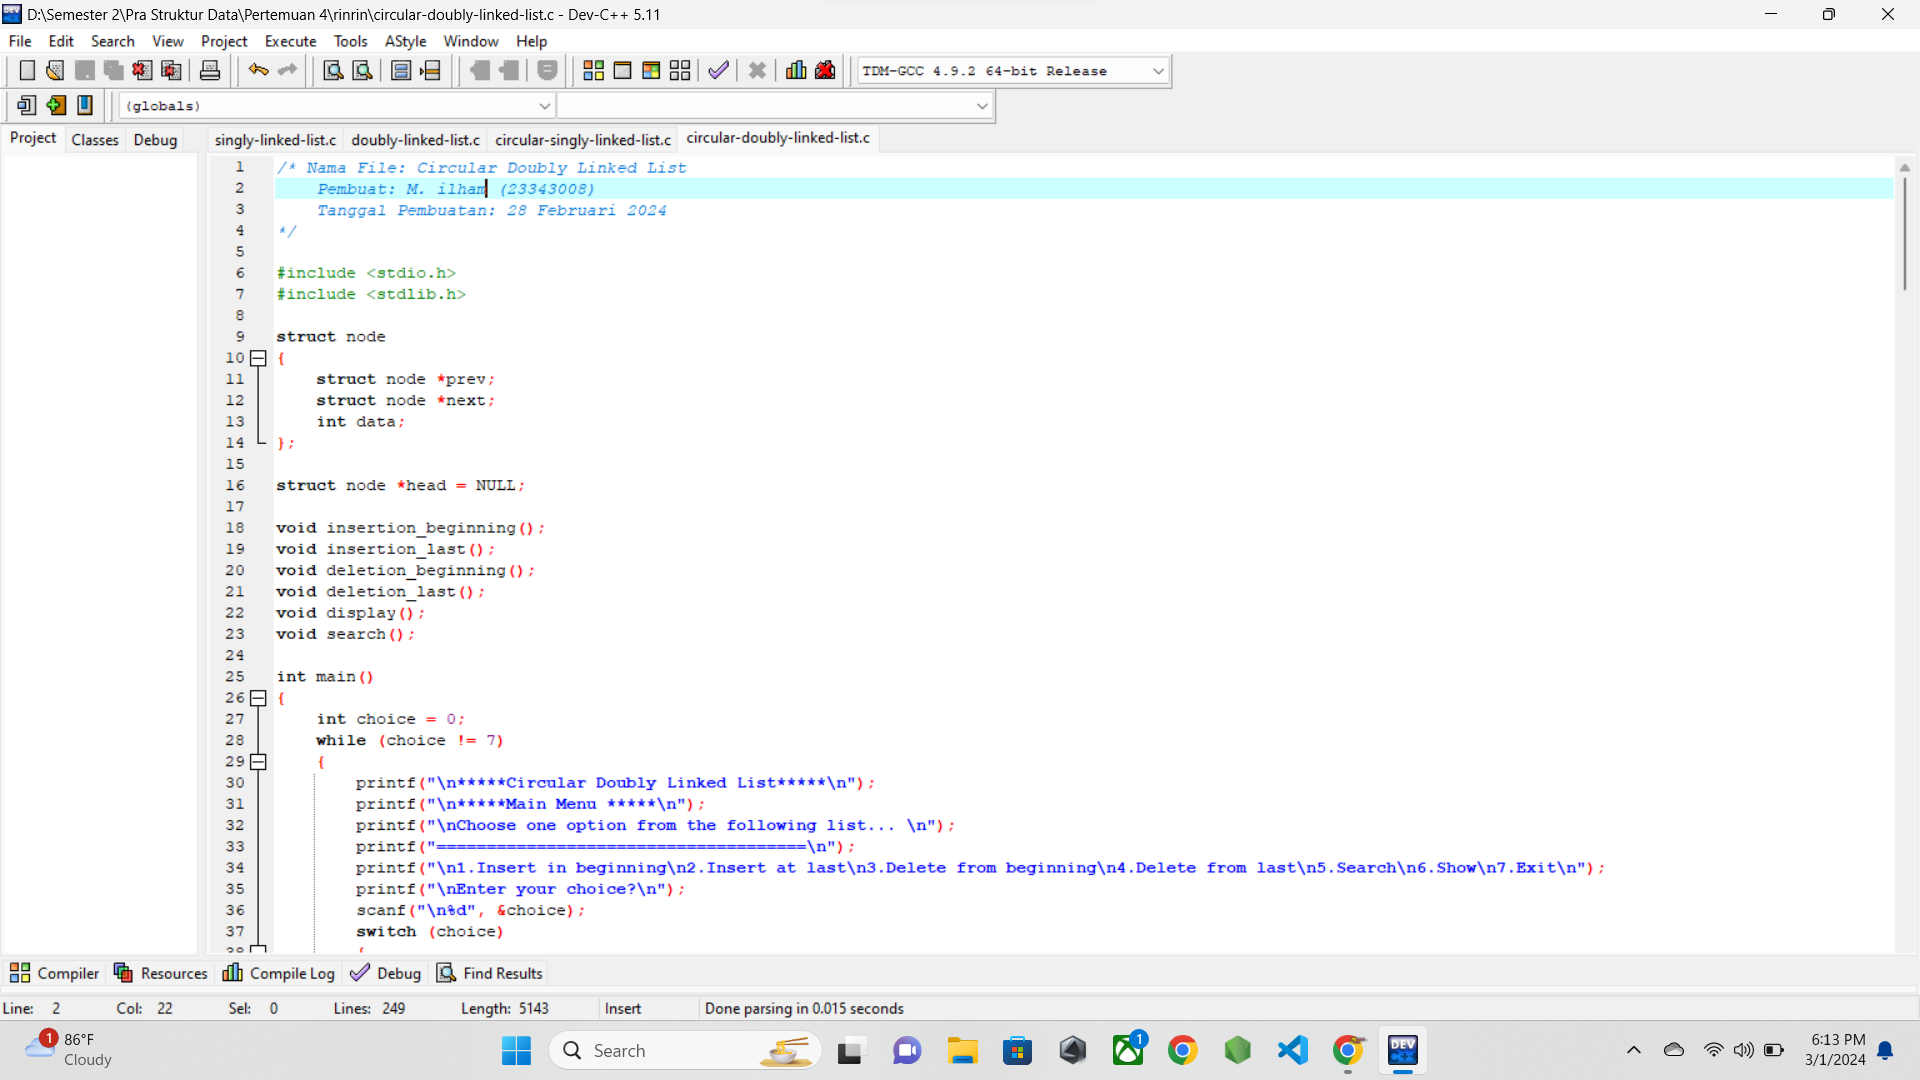 D:\Semester 2\Pra Struktur Data\Pertemuan 4\rinrin\circular-doubly-linked-list.c - Dev-C++ 5.11
File Edit Search View Project Execute Tools AStyle Window Help
TDM-GCC 4.9.2 64-bit Release
(globals)
Project Classes Debug
singly-linked-list.c doubly-linked-list.c circular-singly-linked-list.c circular-doubly-linked-list.c
1 /* Nama File: Circular Doubly Linked List
2 Pembuat: M. ilham (23343008)
3 Tanggal Pembuatan: 28 Februari 2024
4 */
5
6 #include <stdio.h>
7 #include <stdlib.h>
8
9 struct node
10 {
11 struct node *prev;
12 struct node *next;
13 int data;
14 };
15
16 struct node *head = NULL;
17
18 void insertion_beginning();
19 void insertion_last();
20 void deletion_beginning();
21 void deletion_last();
22 void display();
23 void search();
24
25 int main()
26 {
27 int choice = 0;
28 while (choice != 7)
29 {
30 printf("\n*****Circular Doubly Linked List*****\n");
31 printf("\n*****Main Menu *****\n");
32 printf("\nChoose one option from the following list... \n");
33 printf("=====================================\n");
34 printf("\n1.Insert in beginning\n2.Insert at last\n3.Delete from beginning\n4.Delete from last\n5.Search\n6.Show\n7.Exit\n");
35 printf("\nEnter your choice?\n");
36 scanf("\n%d", &choice);
37 switch (choice)
38 {
Compiler Resources Compile Log Debug Find Results
Line: 2 Col: 22 Sel: 0 Lines: 249 Length: 5143 Insert Done parsing in 0.015 seconds
1 86°F
Cloudy
Search
1
DEV C++
6:13 PM
3/1/2024